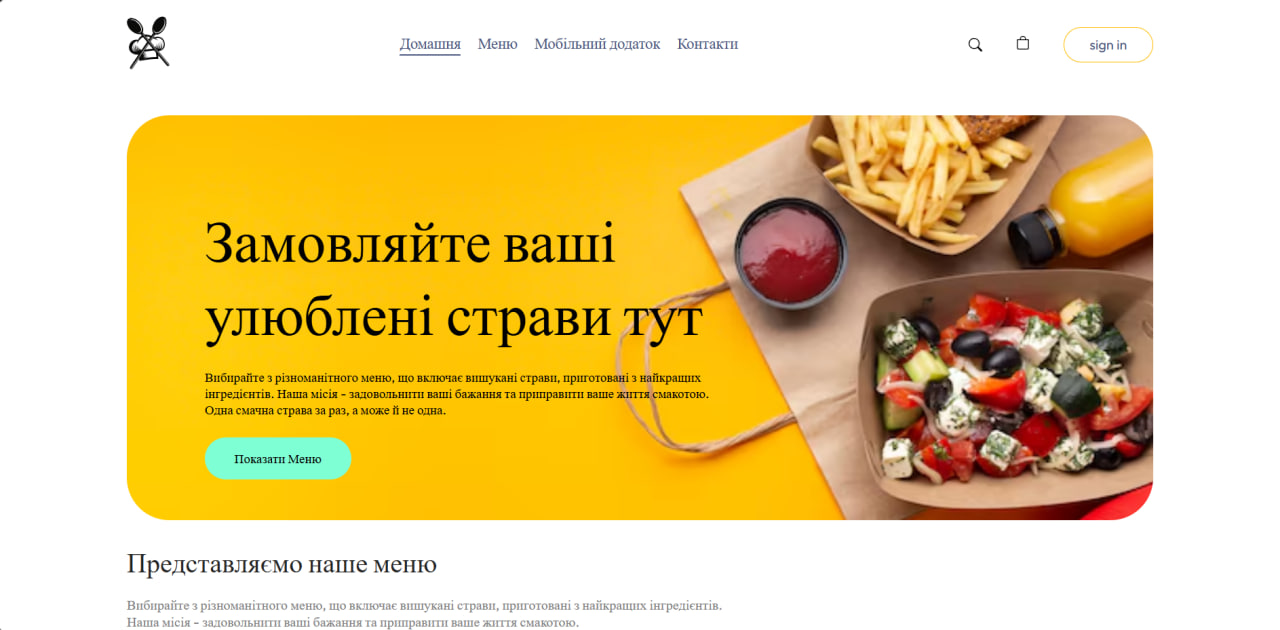 Домашня Меню Мобільний додаток Контакти sign in
Замовляйте ваші
улюблені страви тут
Вибирайте з різноманітного меню, що включає вишукані страви, приготовані з найкращих
інгредієнтів. Наша місія - задовольнити ваші бажання та приправити ваше життя смакотою.
Одна смачна страва за раз, а може й не одна.
Показати Меню
Представляємо наше меню
Вибирайте з різноманітного меню, що включає вишукані страви, приготовані з найкращих інгредієнтів.
Наша місія - задовольнити ваші бажання та приправити ваше життя смакотою.